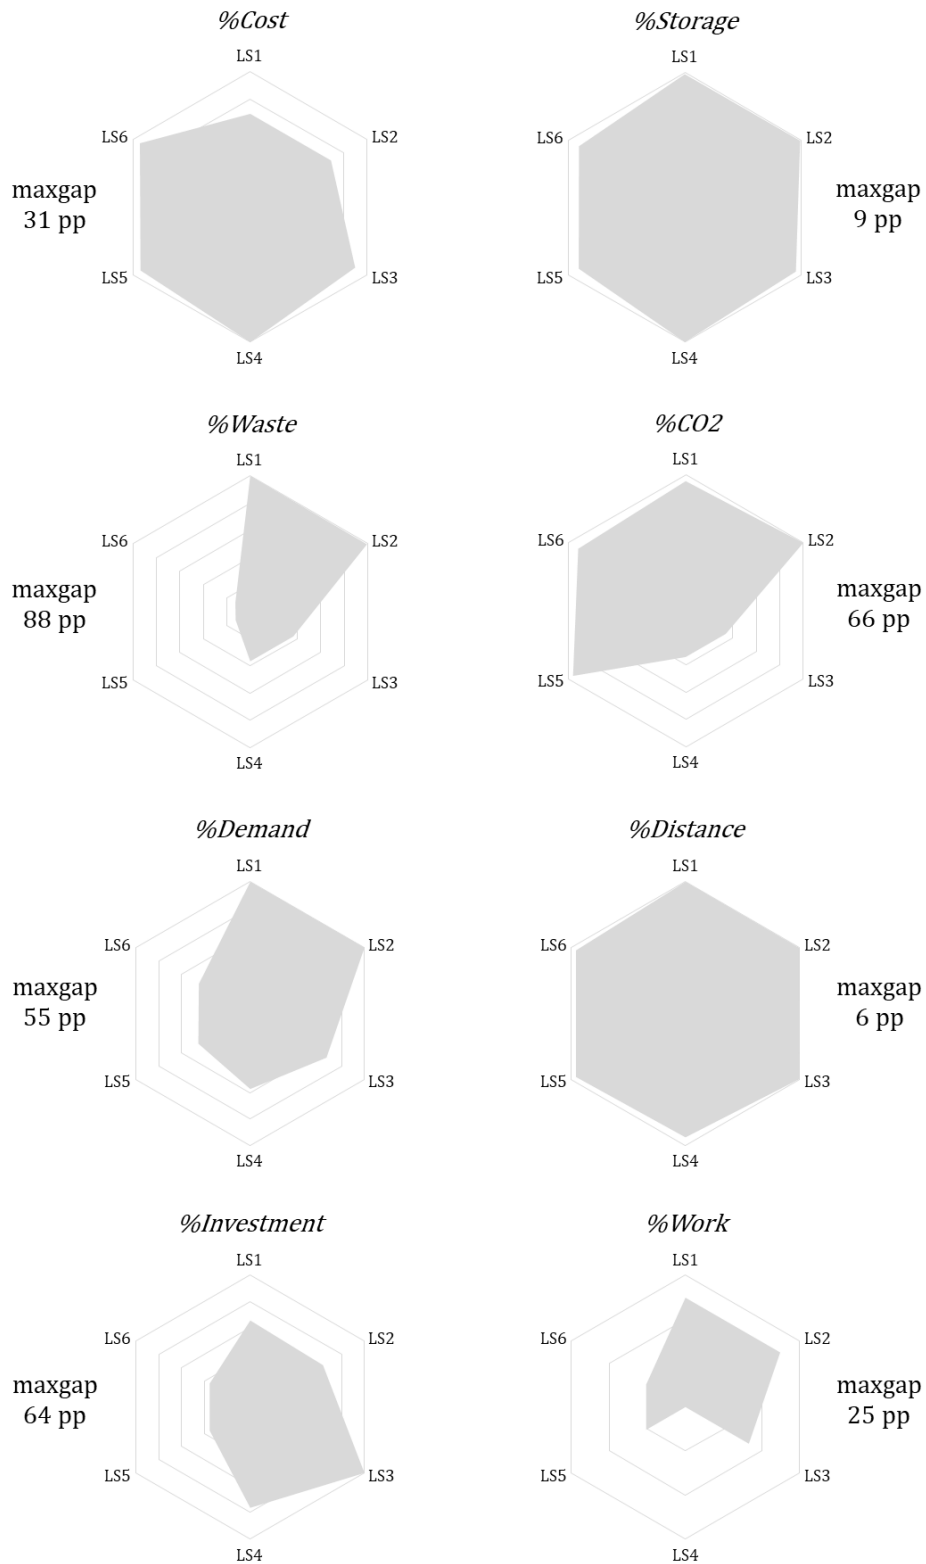 %Cost
LS1
LS6
LS2
maxgap
31 pp
LS5
LS3
LS4
%Storage
LS1
LS6
LS2
maxgap
9 pp
LS5
LS3
LS4
%Waste
LS1
LS6
LS2
maxgap
88 pp
LS5
LS3
LS4
%CO2
LS1
LS6
LS2
maxgap
66 pp
LS5
LS3
LS4
%Demand
LS1
LS6
LS2
maxgap
55 pp
LS5
LS3
LS4
%Distance
LS1
LS6
LS2
maxgap
6 pp
LS5
LS3
LS4
%Investment
LS1
LS6
LS2
maxgap
64 pp
LS5
LS3
LS4
%Work
LS1
LS6
LS2
maxgap
25 pp
LS5
LS3
LS4